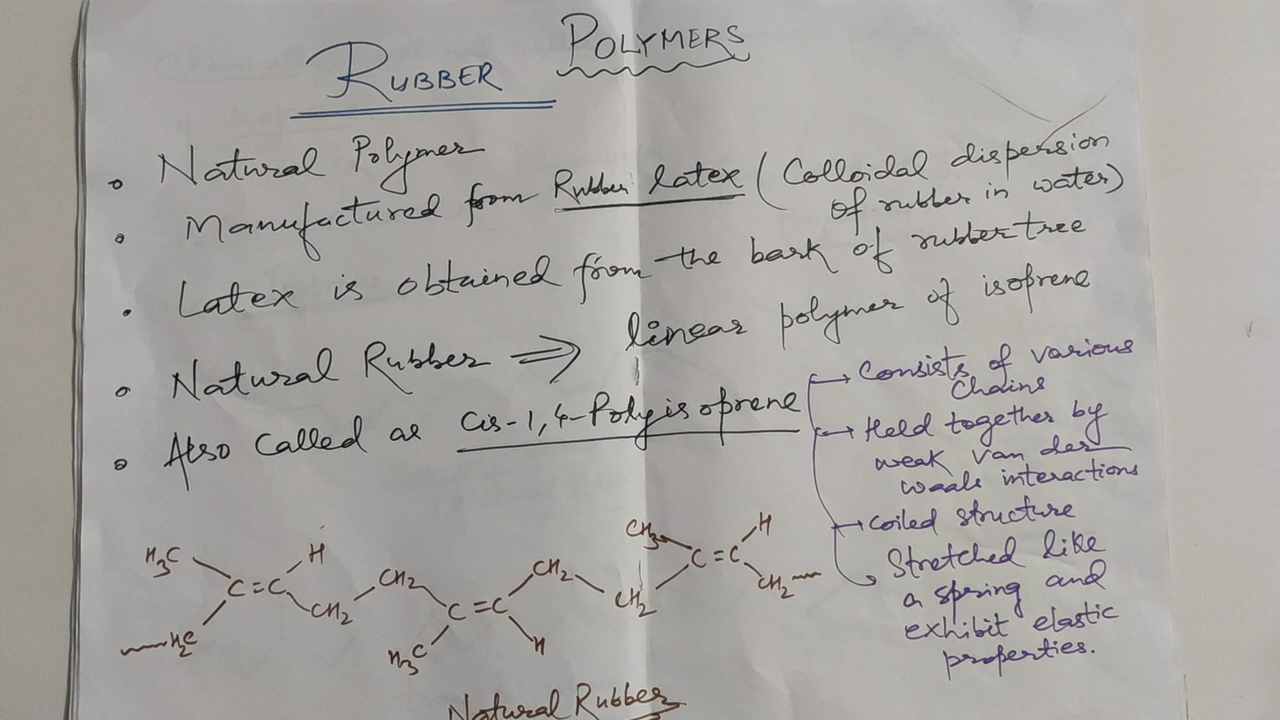 POLYMERS
RUBBER
• Natural Polymer
• Manufactured from Rubber latex (Colloidal dispersion
of rubber in water)
• Latex is obtained from the bark of rubber tree
• Natural Rubber ⇒ linear polymer of isoprene
• Also called as Cis-1,4-Polyisoprene
→ Consists of various
Chains
→ Held together by
weak Van der
waals interactions
→ Coiled structure
Stretched like
a spring and
exhibit elastic
properties.
H3C H CH3 H
C=C CH2 CH2 C=C
H2C CH2 C=C CH2 CH2
H3C H
Natural Rubber